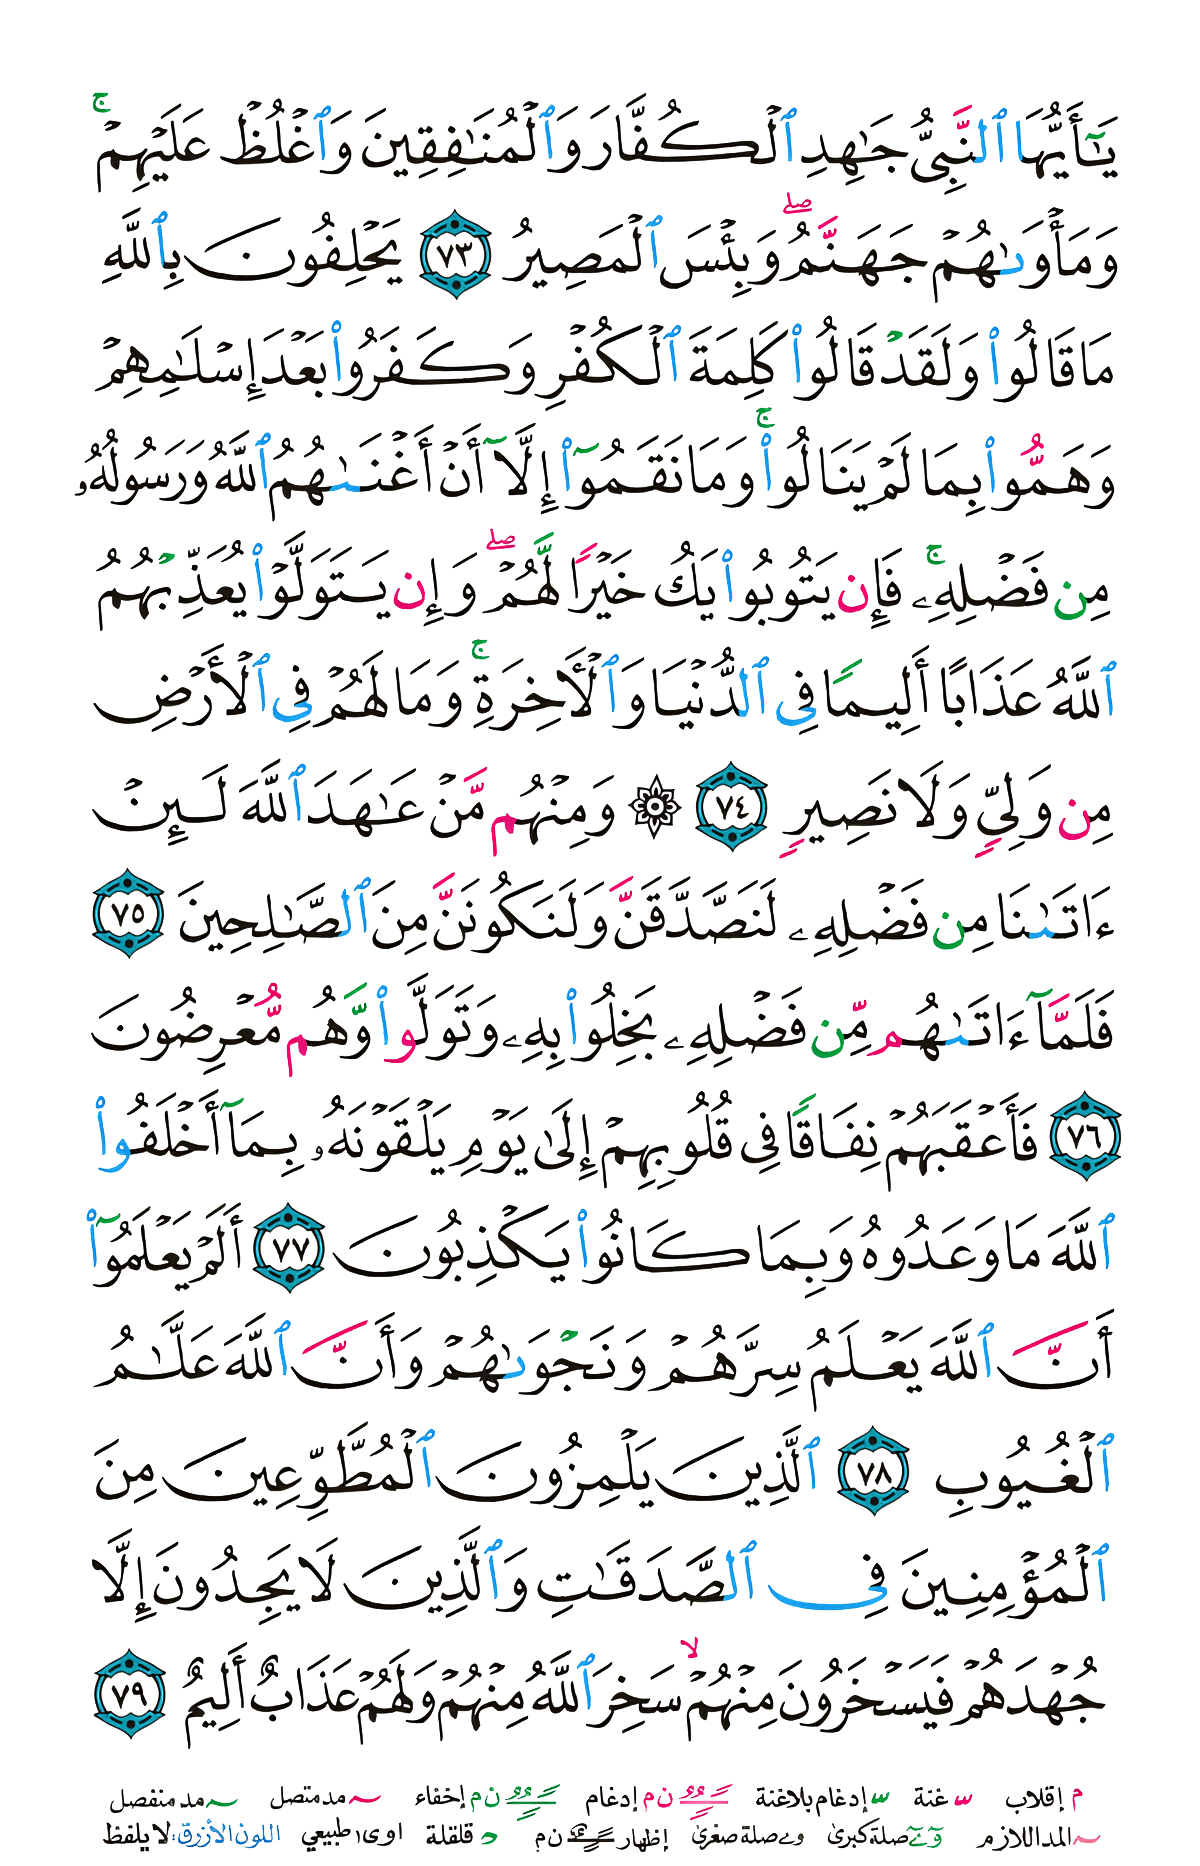 يَـٰٓأَيُّهَا ٱلنَّبِىُّ جَـٰهِدِ ٱلۡكُفَّارَ وَٱلۡمُنَـٰفِقِينَ وَٱغۡلُظۡ عَلَيۡهِمۡۚ
وَمَأۡوَىٰهُمۡ جَهَنَّمُۖ وَبِئۡسَ ٱلۡمَصِيرُ ٧٣ يَحۡلِفُونَ بِٱللَّهِ
مَا قَالُوا۟ وَلَقَدۡ قَالُوا۟ كَلِمَةَ ٱلۡكُفۡرِ وَكَفَرُوا۟ بَعۡدَ إِسۡلَـٰمِهِمۡ
وَهَمُّوا۟ بِمَا لَمۡ يَنَالُوا۟ۚ وَمَا نَقَمُوٓا۟ إِلَّآ أَنۡ أَغۡنَىٰهُمُ ٱللَّهُ وَرَسُولُهُۥ
مِن فَضۡلِهِۦۚ فَإِن يَتُوبُوا۟ يَكُ خَيۡرًا لَّهُمۡۖ وَإِن يَتَوَلَّوۡا۟ يُعَذِّبۡهُمُ
ٱللَّهُ عَذَابًا أَلِيمًا فِى ٱلدُّنۡيَا وَٱلۡأَخِرَةِۚ وَمَا لَهُمۡ فِى ٱلۡأَرۡضِ
مِن وَلِىٍّ وَلَا نَصِيرٍ ٧٤ ۞ وَمِنۡهُم مَّنۡ عَـٰهَدَ ٱللَّهَ لَـِٔنۡ
ءَاتَىٰنَا مِن فَضۡلِهِۦ لَنَصَّدَّقَنَّ وَلَنَكُونَنَّ مِنَ ٱلصَّـٰلِحِينَ ٧٥
فَلَمَّآ ءَاتَىٰهُم مِّن فَضۡلِهِۦ بَخِلُوا۟ بِهِۦ وَتَوَلَّوا۟ وَّهُم مُّعۡرِضُونَ
٧٦ فَأَعۡقَبَهُمۡ نِفَاقًا فِى قُلُوبِهِمۡ إِلَىٰ يَوۡمِ يَلۡقَوۡنَهُۥ بِمَآ أَخۡلَفُوا۟
ٱللَّهَ مَا وَعَدُوهُ وَبِمَا كَانُوا۟ يَكۡذِبُونَ ٧٧ أَلَمۡ يَعۡلَمُوٓا۟
أَنَّ ٱللَّهَ يَعۡلَمُ سِرَّهُمۡ وَنَجۡوَىٰهُمۡ وَأَنَّ ٱللَّهَ عَلَّـٰمُ
ٱلۡغُيُوبِ ٧٨ ٱلَّذِينَ يَلۡمِزُونَ ٱلۡمُطَّوِّعِينَ مِنَ
ٱلۡمُؤۡمِنِينَ فِى ٱلصَّدَقَـٰتِ وَٱلَّذِينَ لَا يَجِدُونَ إِلَّا
جُهۡدَهُمۡ فَيَسۡخَرُونَ مِنۡهُمۡۙ سَخِرَ ٱللَّهُ مِنۡهُمۡ وَلَهُمۡ عَذَابٌ أَلِيمٌ ٧٩
م إقلاب غنة إدغام بلاغنة ن م إدغام ن م إخفاء مد متصل مد منفصل
المد اللازم صلة كبرى و ے صلة صغرى إظهار ن م قلقلة ا و ى طبيعي اللون الأزرق: لا يلفظ